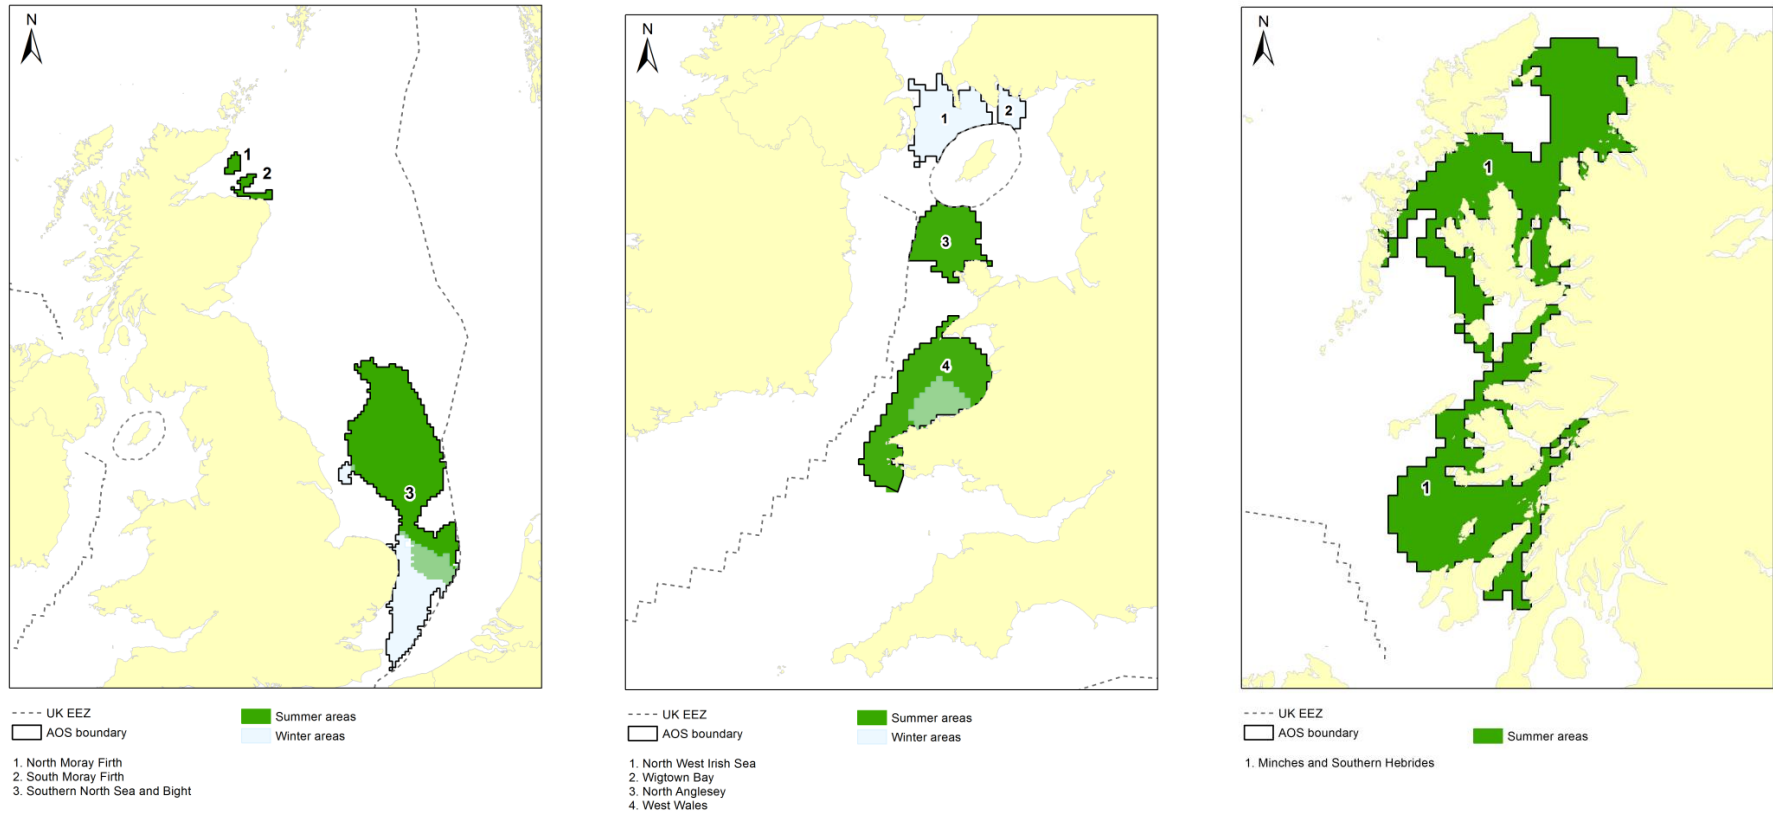 N
1
2
3
UK EEZ
AOS boundary
Summer areas
Winter areas
1. North Moray Firth
2. South Moray Firth
3. Southern North Sea and Bight
N
1
2
3
4
UK EEZ
AOS boundary
Summer areas
Winter areas
1. North West Irish Sea
2. Wigtown Bay
3. North Anglesey
4. West Wales
N
1
1
UK EEZ
AOS boundary
Summer areas
1. Minches and Southern Hebrides